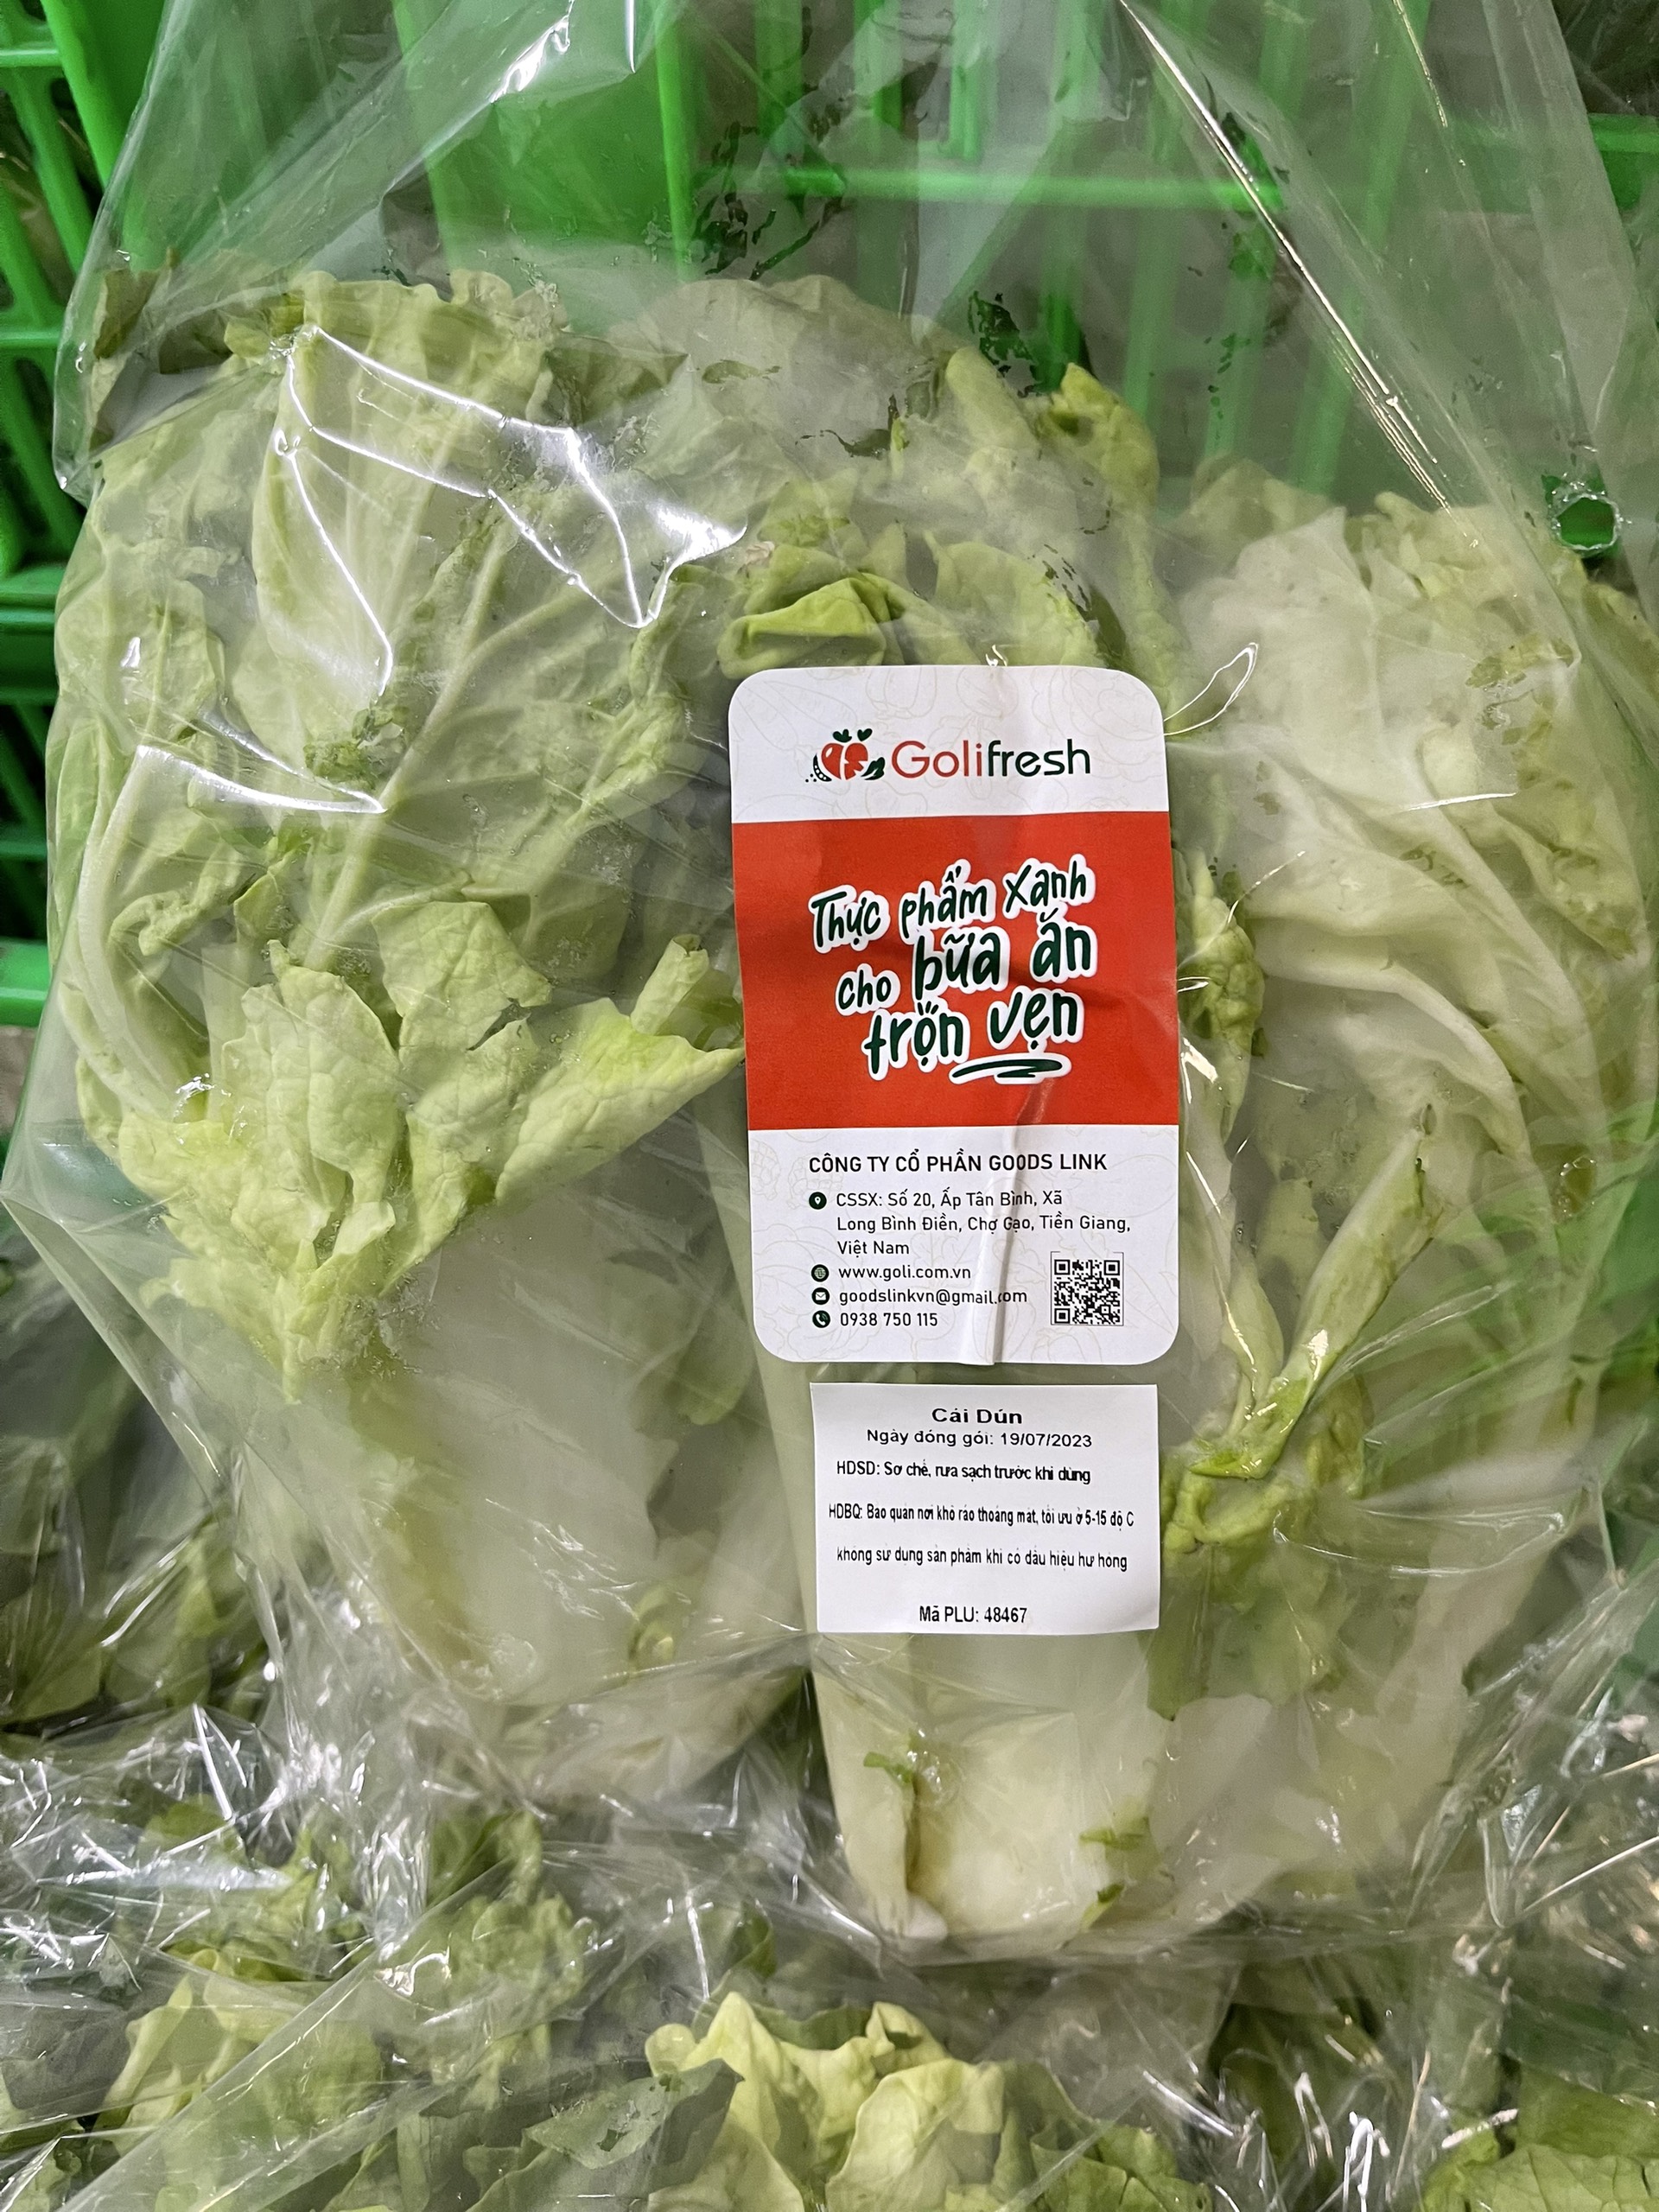 Golifresh
Thực phẩm xanh
cho bữa ăn
trọn vẹn
CÔNG TY CỔ PHẦN GOODS LINK
CSSX: Số 20, Ấp Tân Bình, Xã
Long Bình Điền, Chợ Gạo, Tiền Giang,
Việt Nam
www.goli.com.vn
goodslinkvn@gmail.com
0938 750 115
Cải Dún
Ngày đóng gói: 19/07/2023
HDSD: Sơ chế, rửa sạch trước khi dùng
HDBQ: Bảo quản nơi khô ráo thoáng mát, tối ưu ở 5-15 độ C
không sử dụng sản phẩm khi có dấu hiệu hư hỏng
Mã PLU: 48467